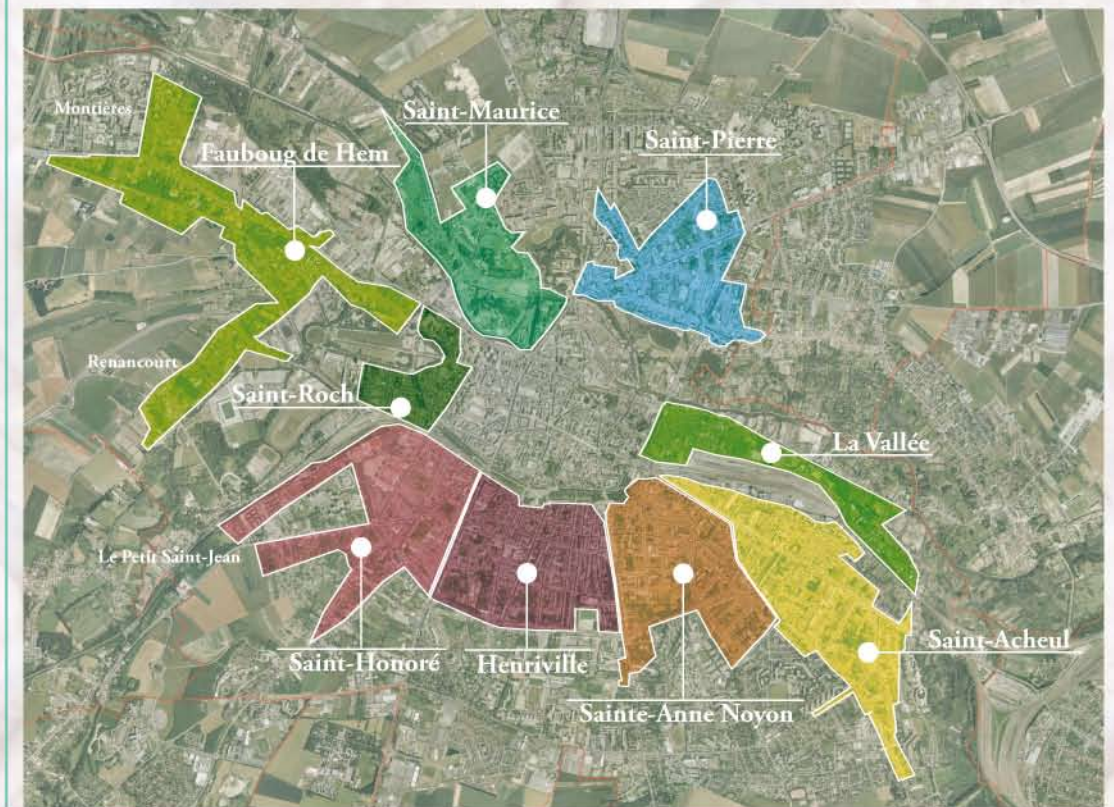 Montières
Saint-Maurice
Saint-Pierre
Fauboug de Hem
Renancourt
Saint-Roch
La Vallée
Le Petit Saint-Jean
Saint-Honoré
Henriville
Saint-Acheul
Sainte-Anne Noyon